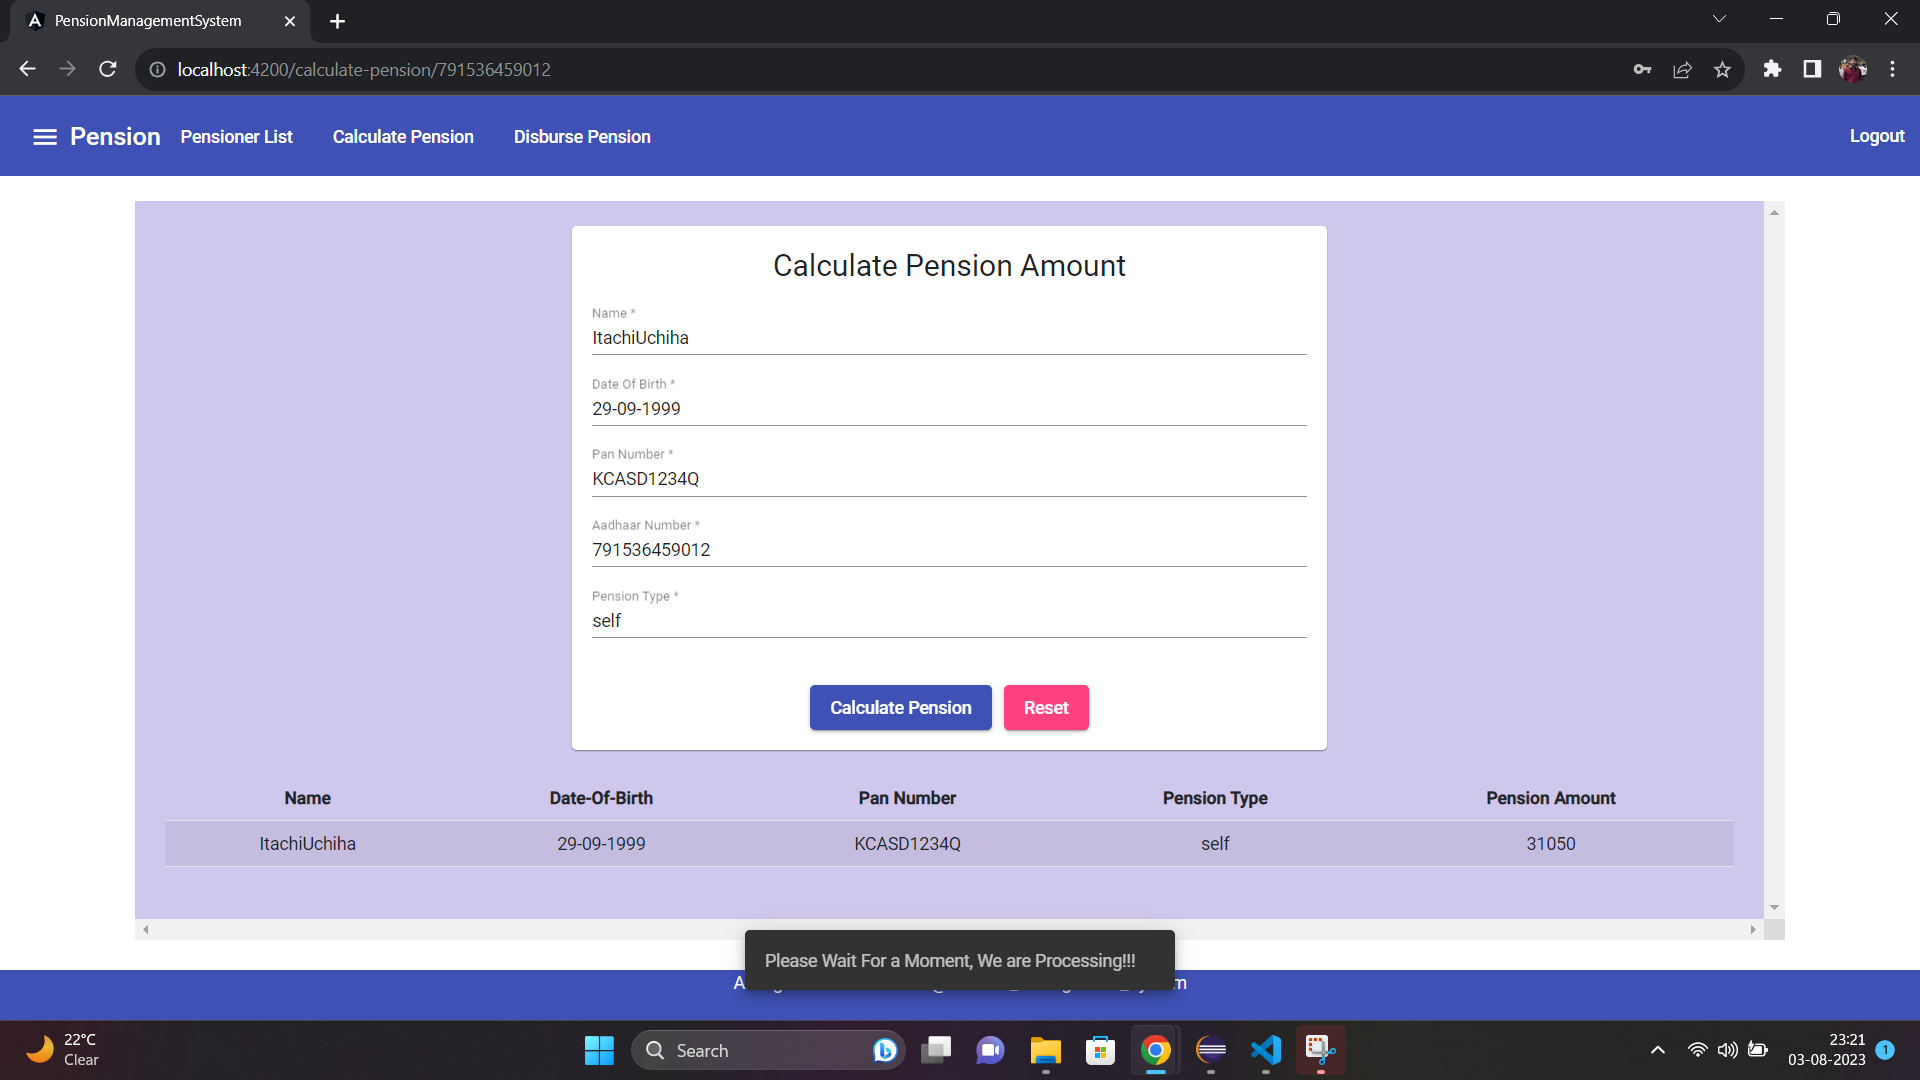 PensionManagementSystem
localhost:4200/calculate-pension/791536459012
Pension Pensioner List Calculate Pension Disburse Pension Logout
Calculate Pension Amount
Name *
ItachiUchiha
Date Of Birth *
29-09-1999
Pan Number *
KCASD1234Q
Aadhaar Number *
791536459012
Pension Type *
self
Calculate Pension Reset
Name Date-Of-Birth Pan Number Pension Type Pension Amount
ItachiUchiha 29-09-1999 KCASD1234Q self 31050
Please Wait For a Moment, We are Processing!!!
22°C
Clear
Search
23:21
03-08-2023
1